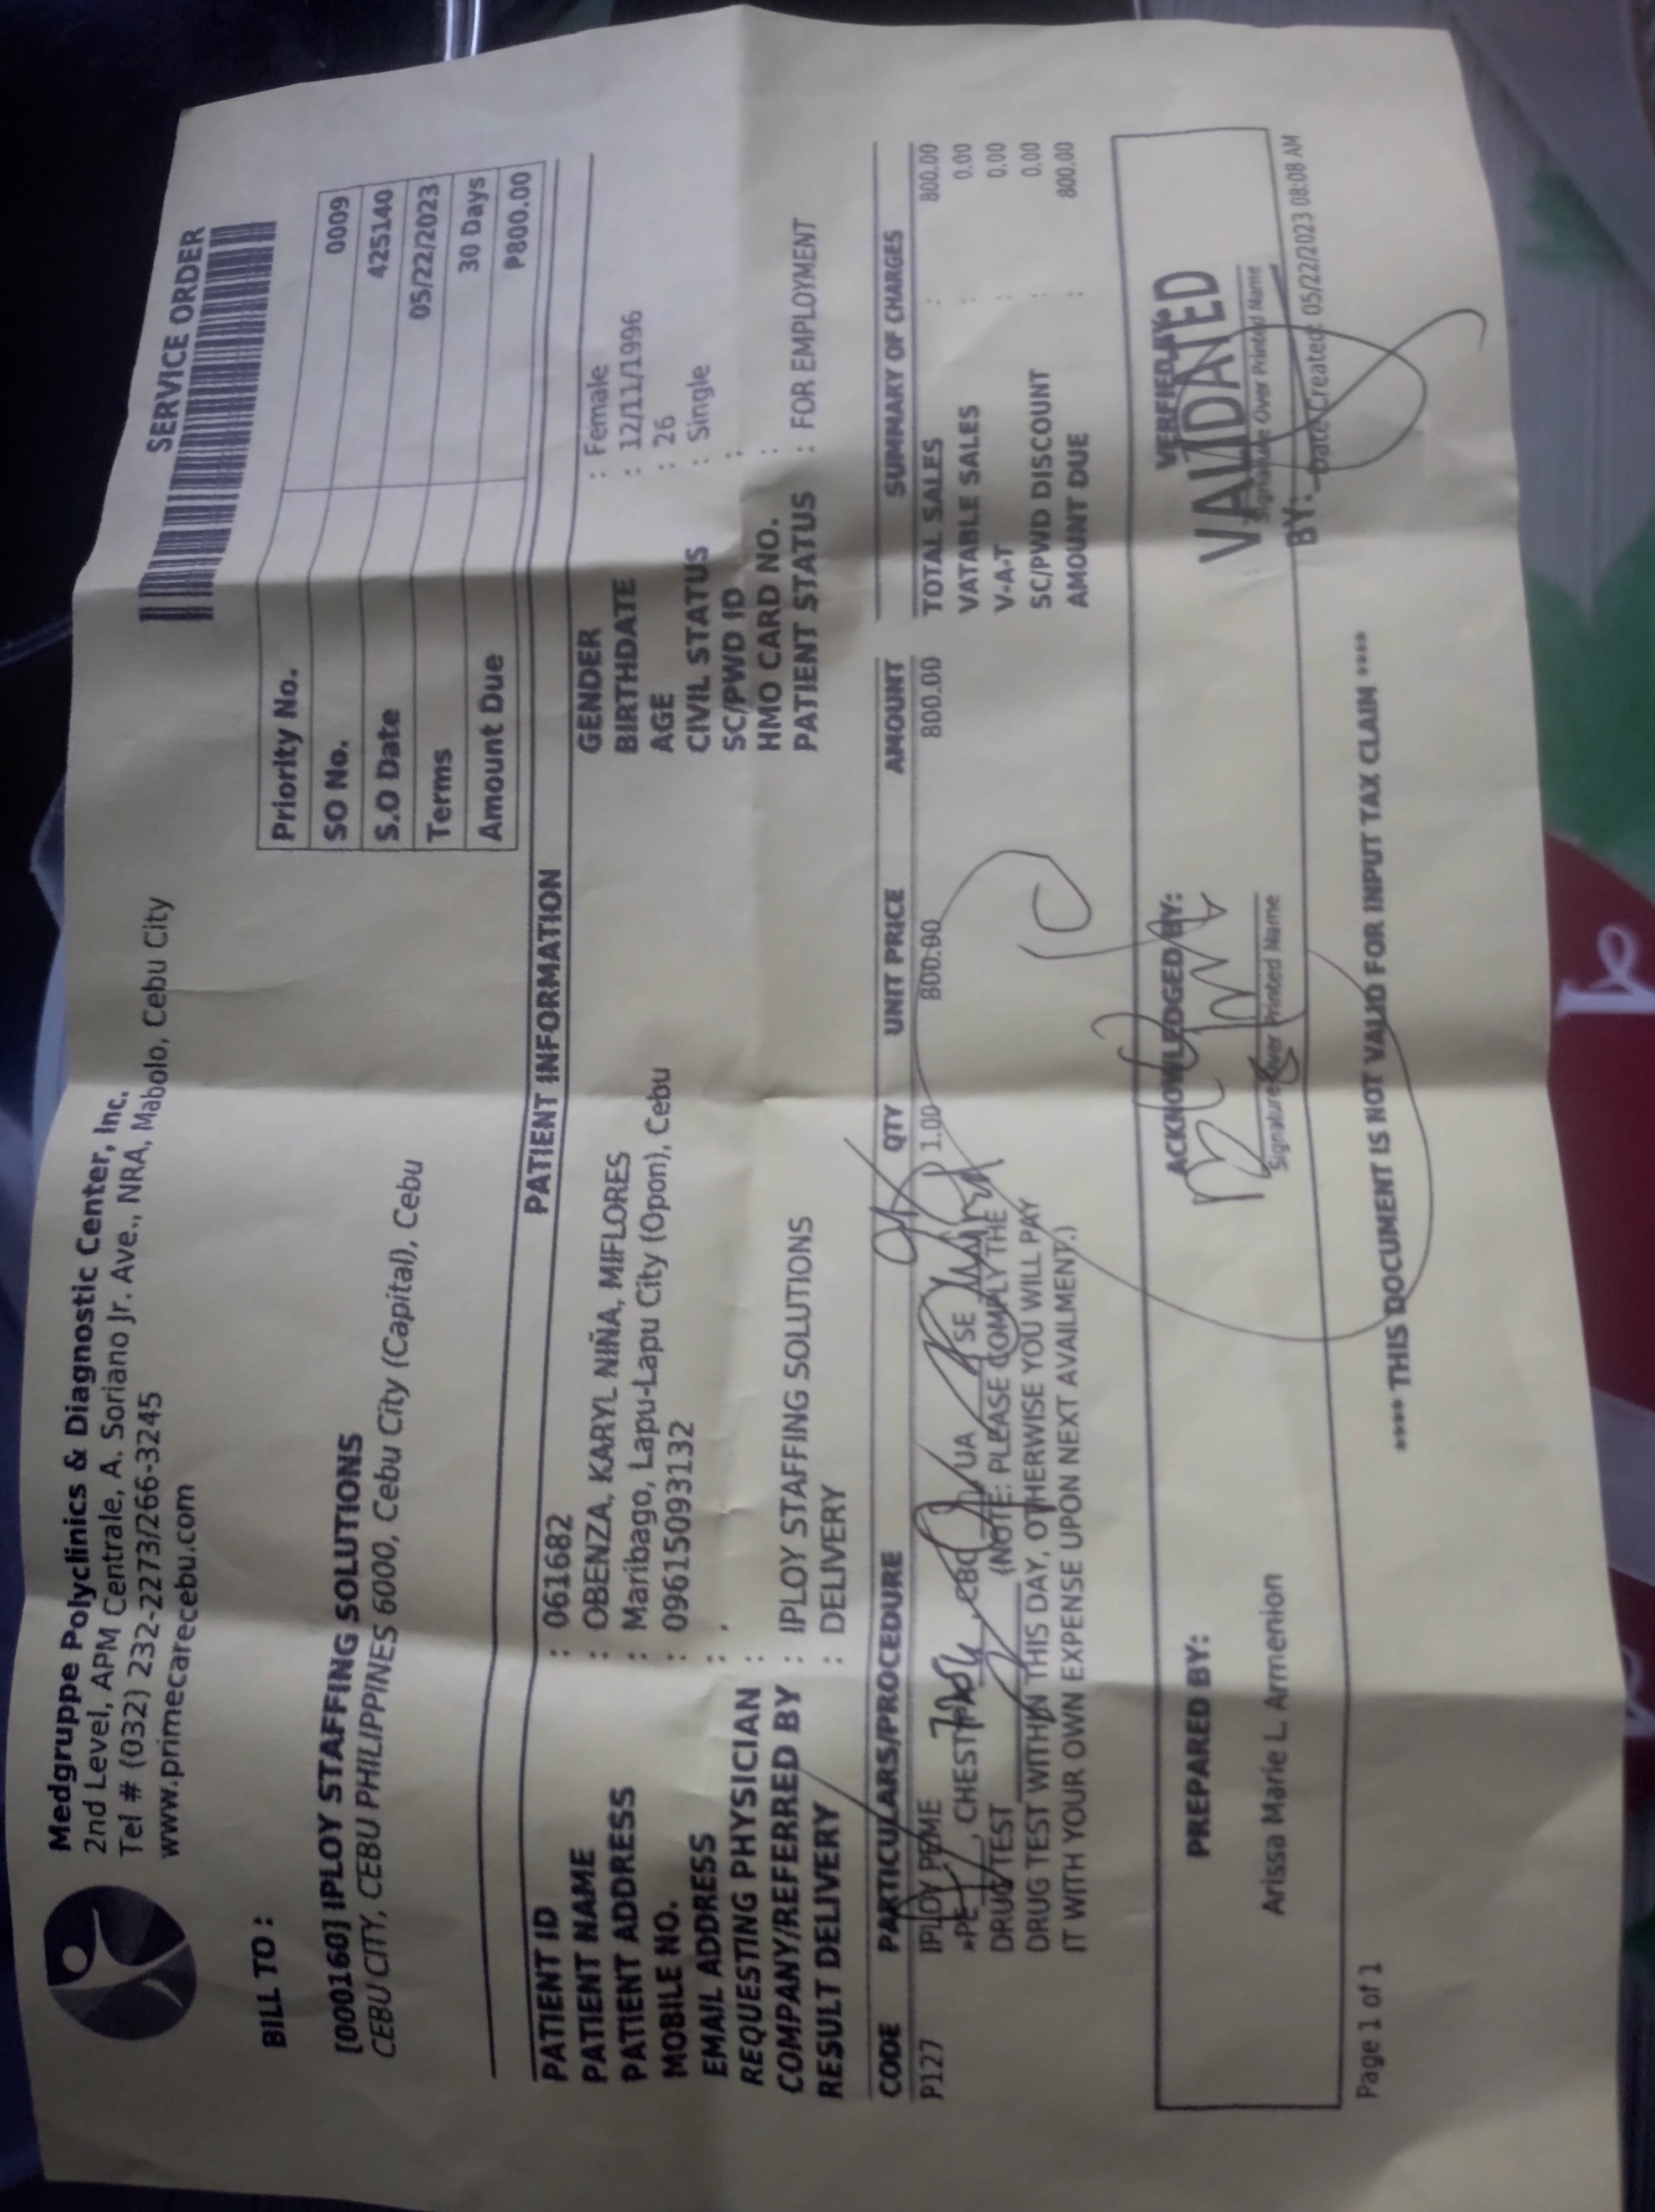 Medgruppe Polyclinics & Diagnostic Center, Inc.
2nd Level, APM Centrale, A. Soriano Jr. Ave., NRA, Mabolo, Cebu City
Tel # (032) 232-2273/266-3245
www.primecarecebu.com
SERVICE ORDER
BILL TO :
[000160] IPLOY STAFFING SOLUTIONS
CEBU CITY, CEBU PHILIPPINES 6000, Cebu City (Capital), Cebu
Priority No. 0009
SO No. 425140
S.O Date 05/22/2023
Terms 30 Days
Amount Due P800.00
PATIENT INFORMATION
PATIENT ID : 061682
PATIENT NAME : OBENZA, KARYL NIÑA, MIFLORES
PATIENT ADDRESS : Maribago, Lapu-Lapu City (Opon), Cebu
MOBILE NO. : 09615093132
EMAIL ADDRESS : .
REQUESTING PHYSICIAN :
COMPANY/REFERRED BY : IPLOY STAFFING SOLUTIONS
RESULT DELIVERY : DELIVERY
GENDER : Female
BIRTHDATE : 12/11/1996
AGE : 26
CIVIL STATUS : Single
SC/PWD ID :
HMO CARD NO. :
PATIENT STATUS : FOR EMPLOYMENT
CODE PARTICULARS/PROCEDURE QTY UNIT PRICE AMOUNT
P127 IPLOY PEME 1.00 800.00 800.00
»PE, CHEST CBC, UA SE
DRUG TEST (NOTE: PLEASE COMPLY THE
DRUG TEST WITHIN THIS DAY, OTHERWISE YOU WILL PAY
IT WITH YOUR OWN EXPENSE UPON NEXT AVAILMENT.)
SUMMARY OF CHARGES
TOTAL SALES : 800.00
VATABLE SALES : 0.00
V-A-T : 0.00
SC/PWD DISCOUNT : 0.00
AMOUNT DUE : 800.00
PREPARED BY:
Arissa Marie L. Armenion
ACKNOWLEDGED BY:
Signature Over Printed Name
VERIFIED BY:
VALIDATED
Signature Over Printed Name
BY:
Date Created: 05/22/2023 08:08 AM
Page 1 of 1
**** THIS DOCUMENT IS NOT VALID FOR INPUT TAX CLAIM ****